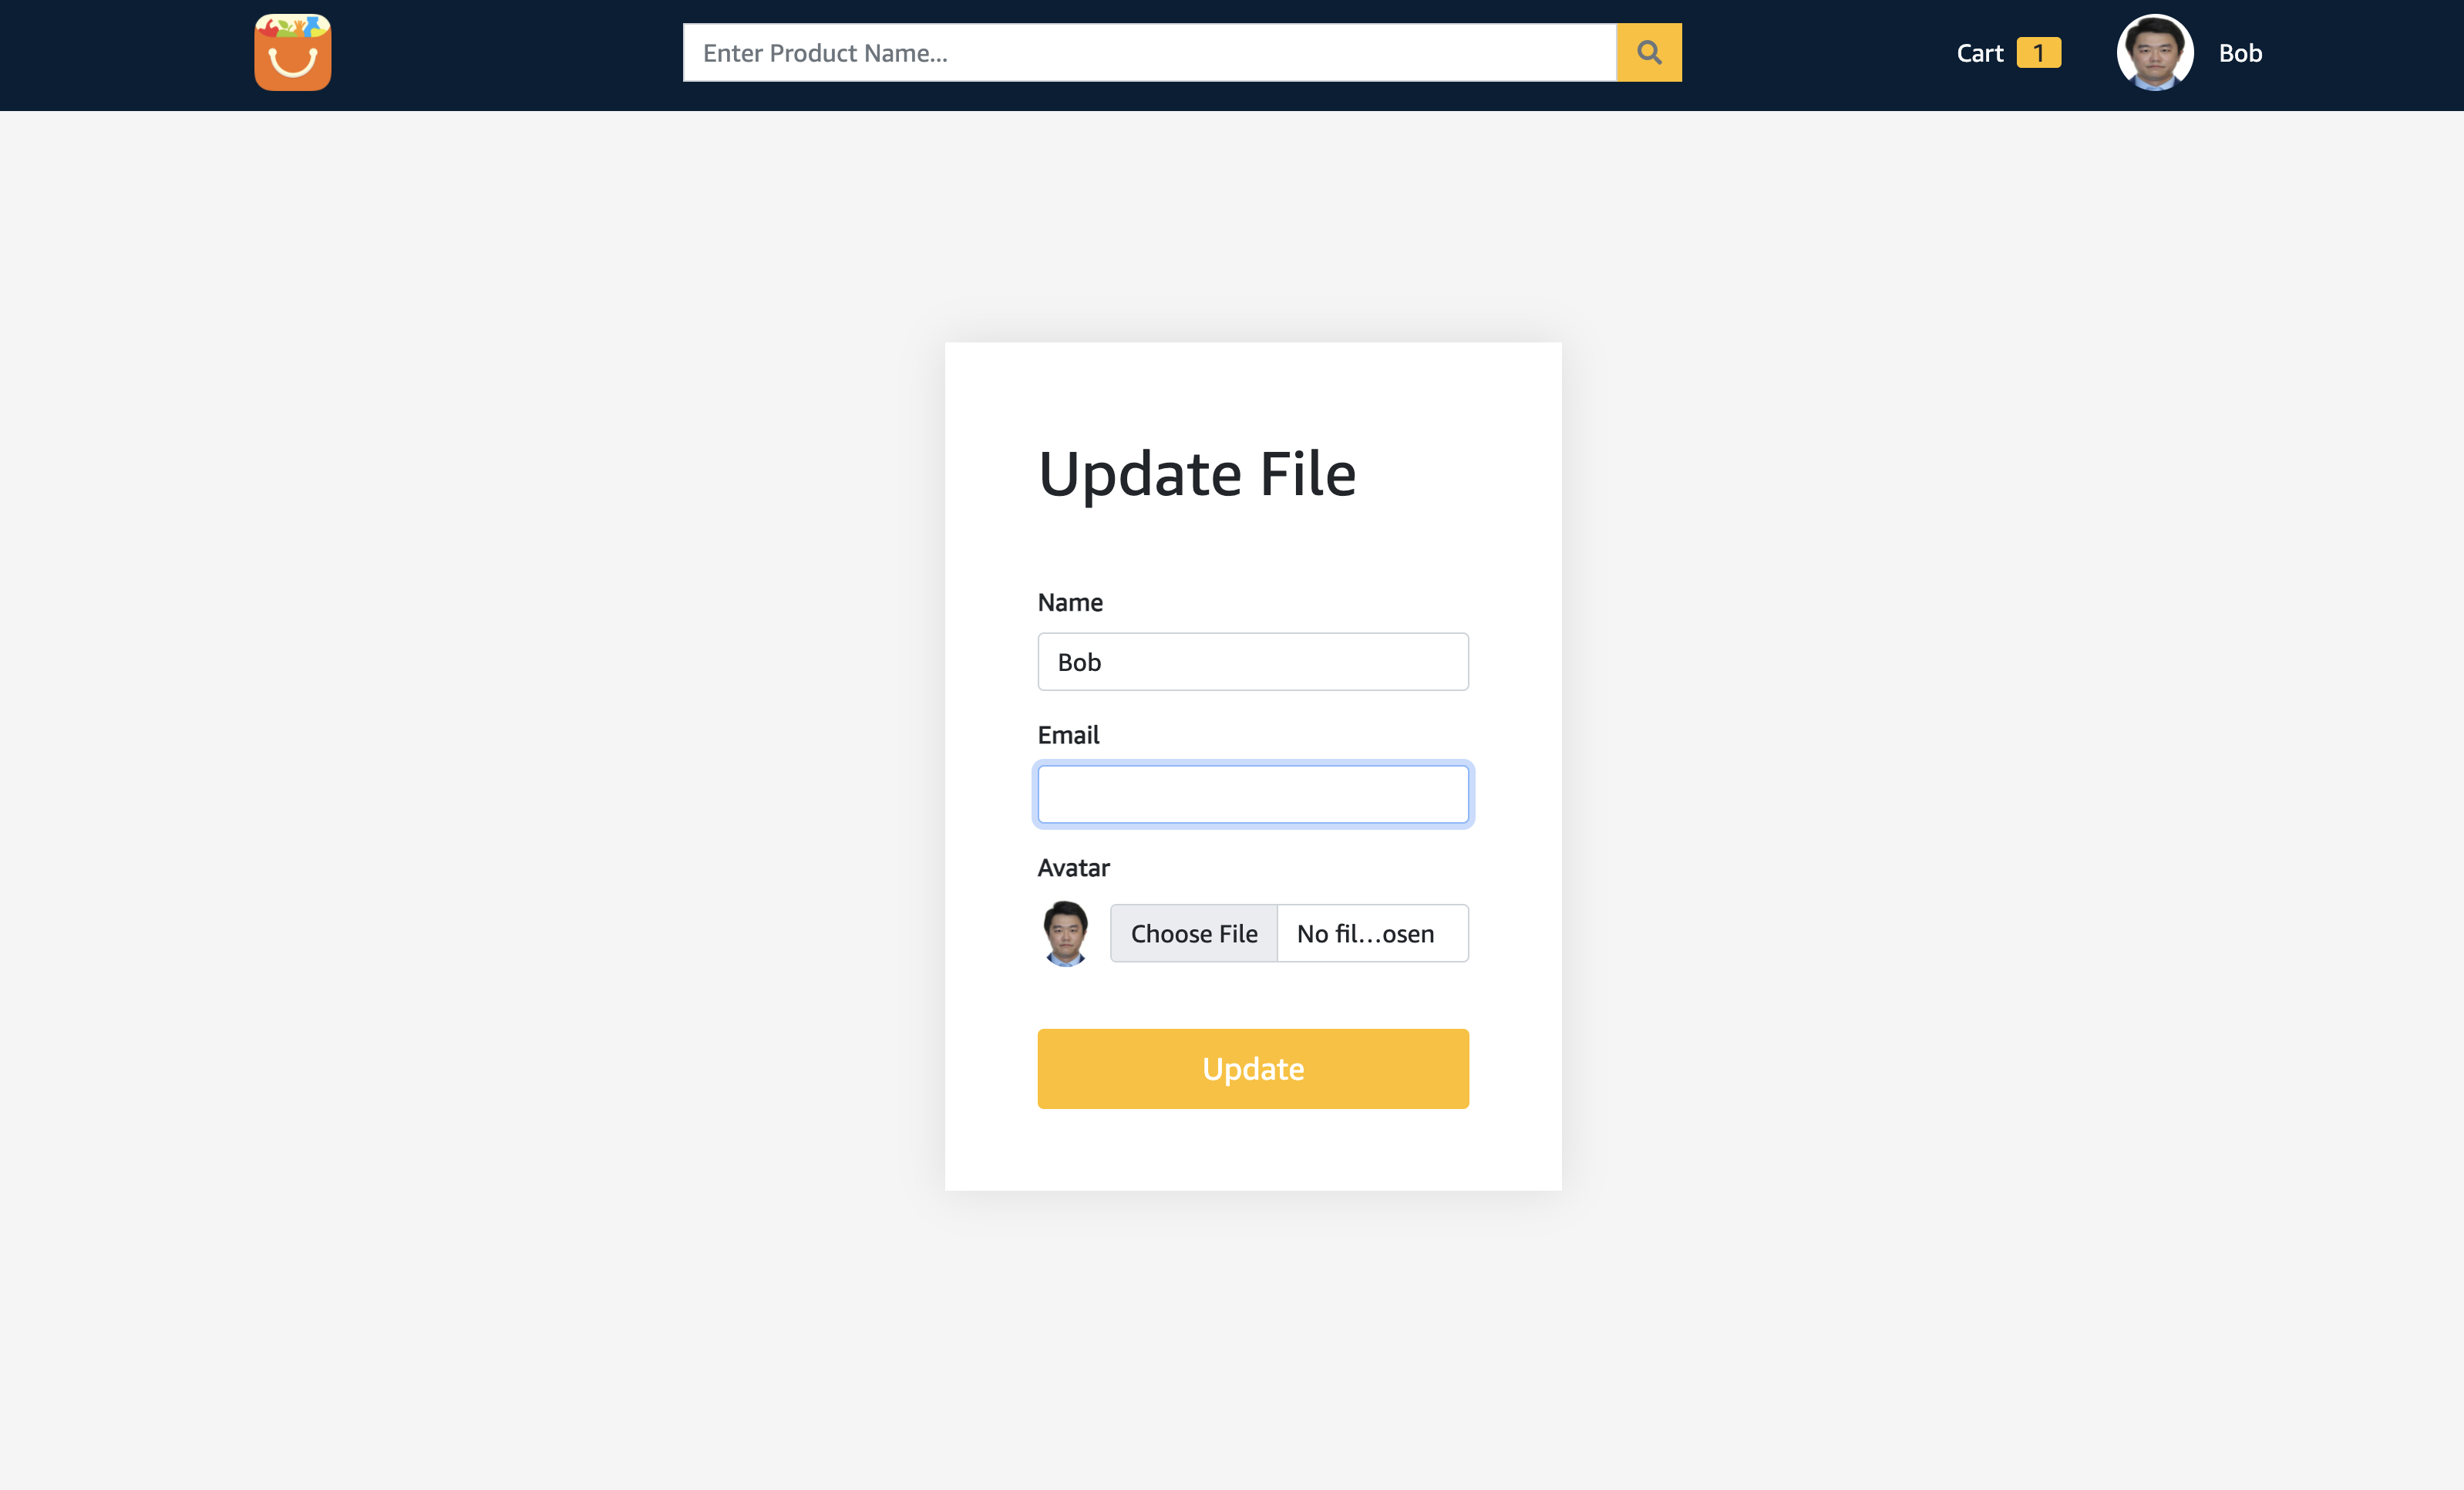 Enter Product Name...
Cart 1
Bob
Update File
Name
Bob
Email
Avatar
Choose File No fil...osen
Update